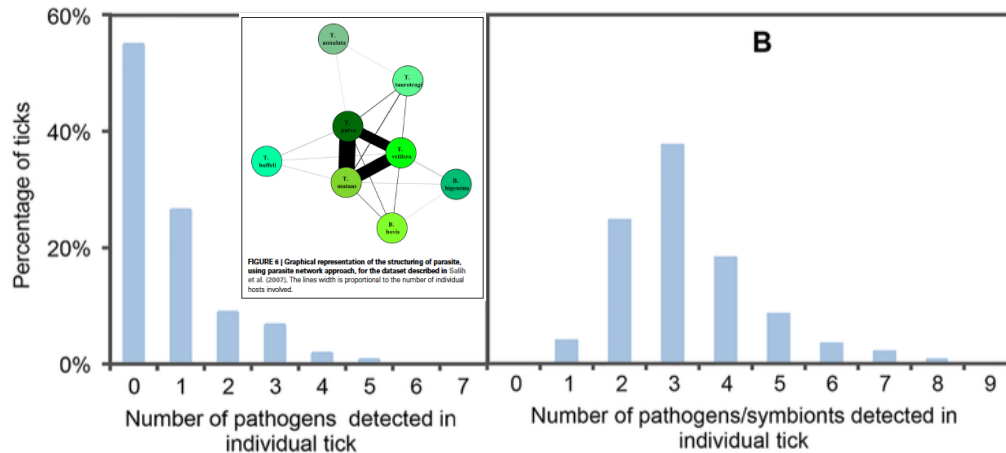 60%
40%
20%
0%
Percentage of ticks
0 1 2 3 4 5 6 7
Number of pathogens detected in
individual tick
T.
annulata
T.
taurotragi
T.
parva
T.
velifera
T.
buffeli
T.
mutans
B.
bigemina
B.
bovis
FIGURE 6 | Graphical representation of the structuring of parasite,
using parasite network approach, for the dataset described in Salih
et al. (2007). The lines width is proportional to the number of individual
hosts involved.
B
0 1 2 3 4 5 6 7 8 9
Number of pathogens/symbionts detected in
individual tick